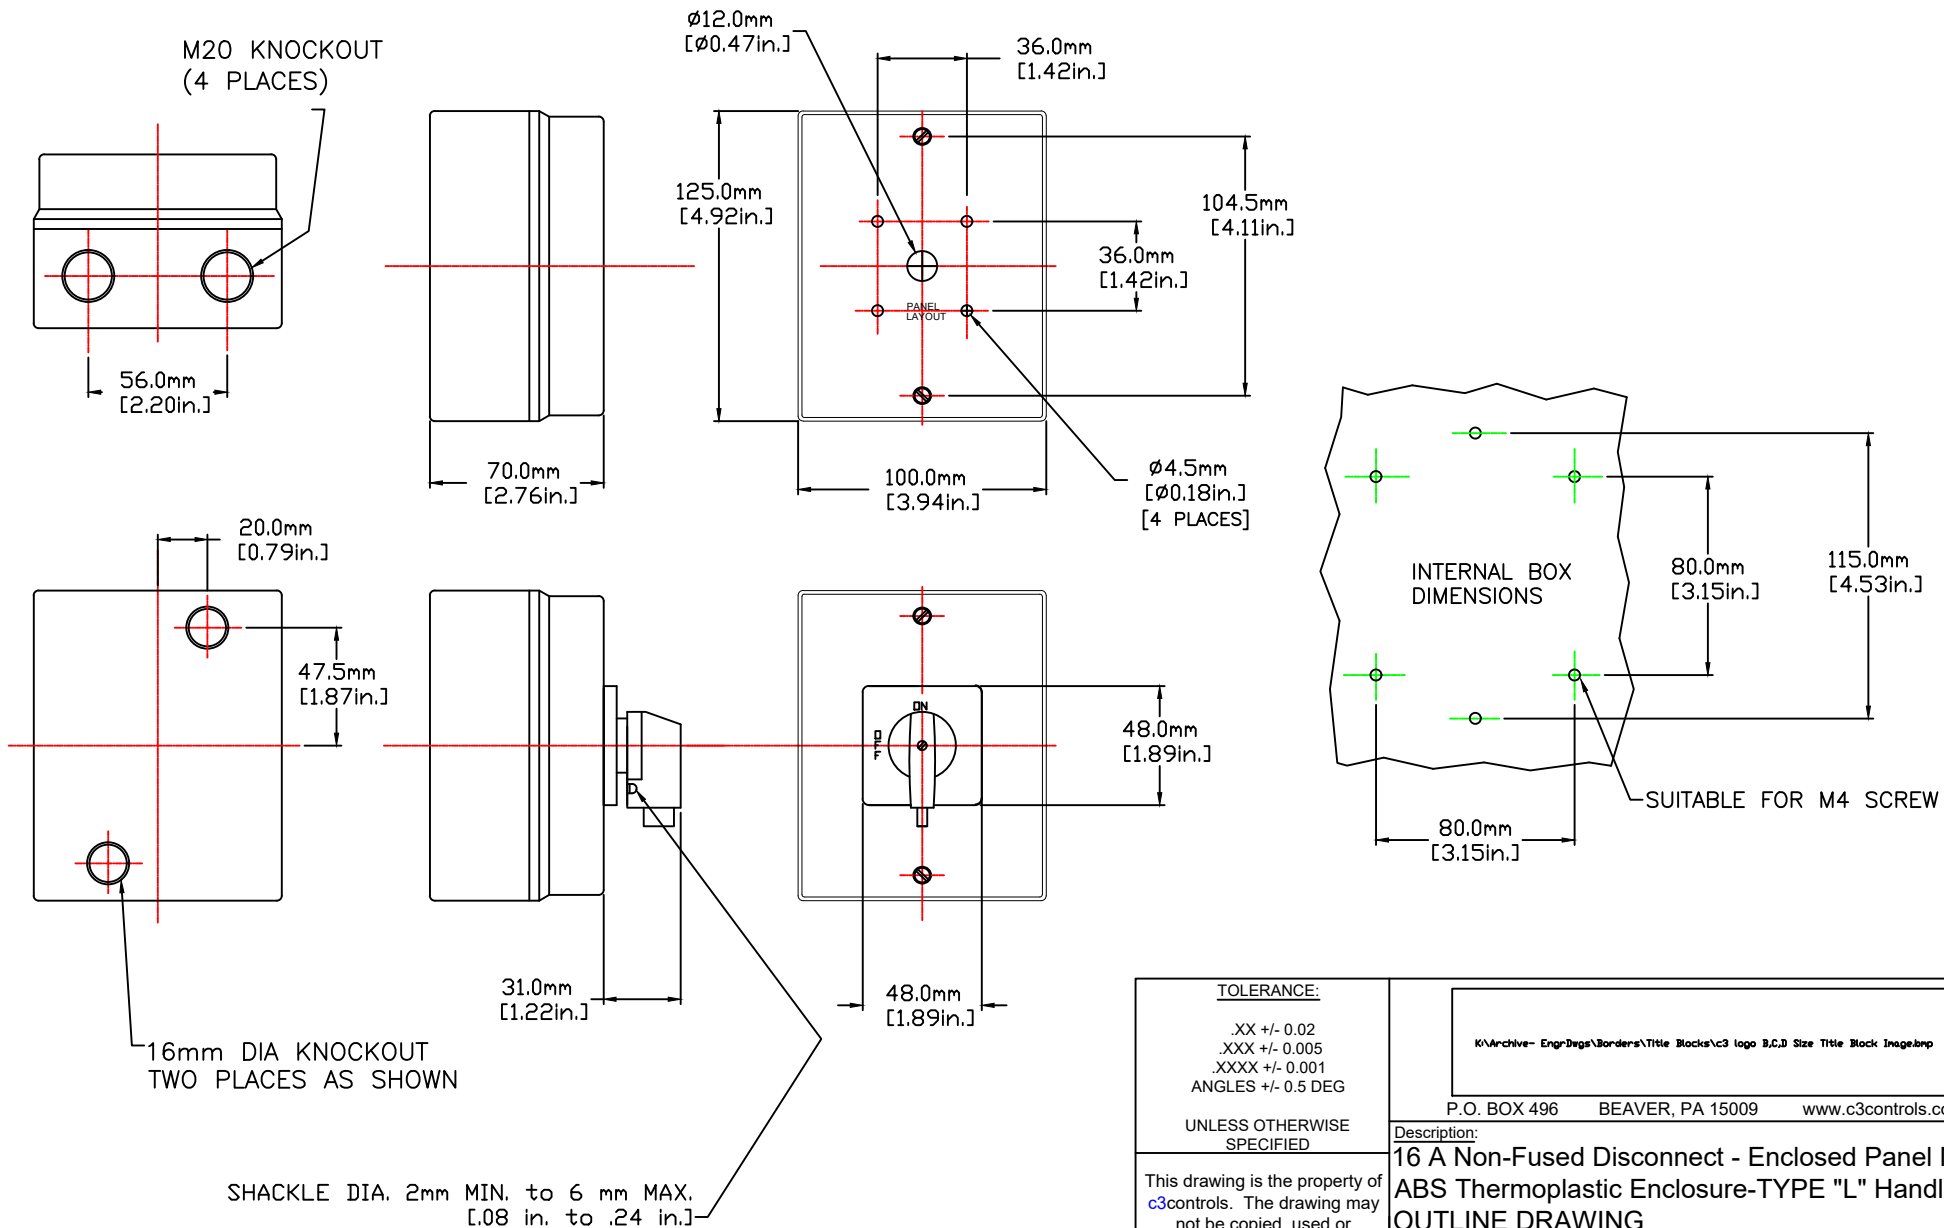 M20 KNOCKOUT
(4 PLACES)
Ø12.0mm
[Ø0.47in.]
36.0mm
[1.42in.]
125.0mm
[4.92in.]
104.5mm
[4.11in.]
36.0mm
[1.42in.]
PANEL
LAYOUT
56.0mm
[2.20in.]
70.0mm
[2.76in.]
100.0mm
[3.94in.]
Ø4.5mm
[Ø0.18in.]
[4 PLACES]
20.0mm
[0.79in.]
47.5mm
[1.87in.]
INTERNAL BOX
DIMENSIONS
80.0mm
[3.15in.]
115.0mm
[4.53in.]
ON
OFF
48.0mm
[1.89in.]
SUITABLE FOR M4 SCREW
80.0mm
[3.15in.]
31.0mm
[1.22in.]
48.0mm
[1.89in.]
16mm DIA KNOCKOUT
TWO PLACES AS SHOWN
SHACKLE DIA. 2mm MIN. to 6 mm MAX.
[.08 in. to .24 in.]
TOLERANCE:
.XX +/- 0.02
.XXX +/- 0.005
.XXXX +/- 0.001
ANGLES +/- 0.5 DEG
UNLESS OTHERWISE
SPECIFIED
This drawing is the property of
c3controls. The drawing may
not be copied, used or
K:\Archive- EngrDwgs\Borders\Title Blocks\c3 logo B,C,D Size Title Block Image.bmp
P.O. BOX 496 BEAVER, PA 15009 www.c3controls.co
Description:
16 A Non-Fused Disconnect - Enclosed Panel
ABS Thermoplastic Enclosure-TYPE "L" Handl
OUTLINE DRAWING